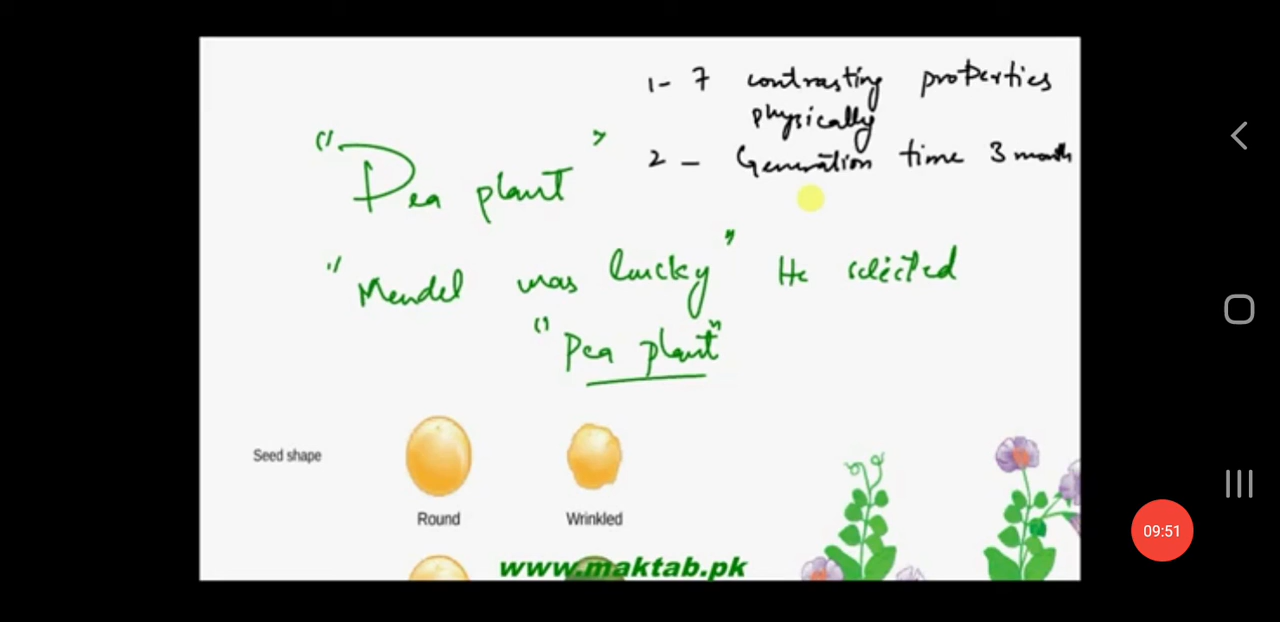 1- 7 contrasting properties
physically
"Pea plant"
2 - Generation time 3 month
"Mendel was lucky" He selected
"Pea plant"
Seed shape
Round
Wrinkled
www.maktab.pk
09:51